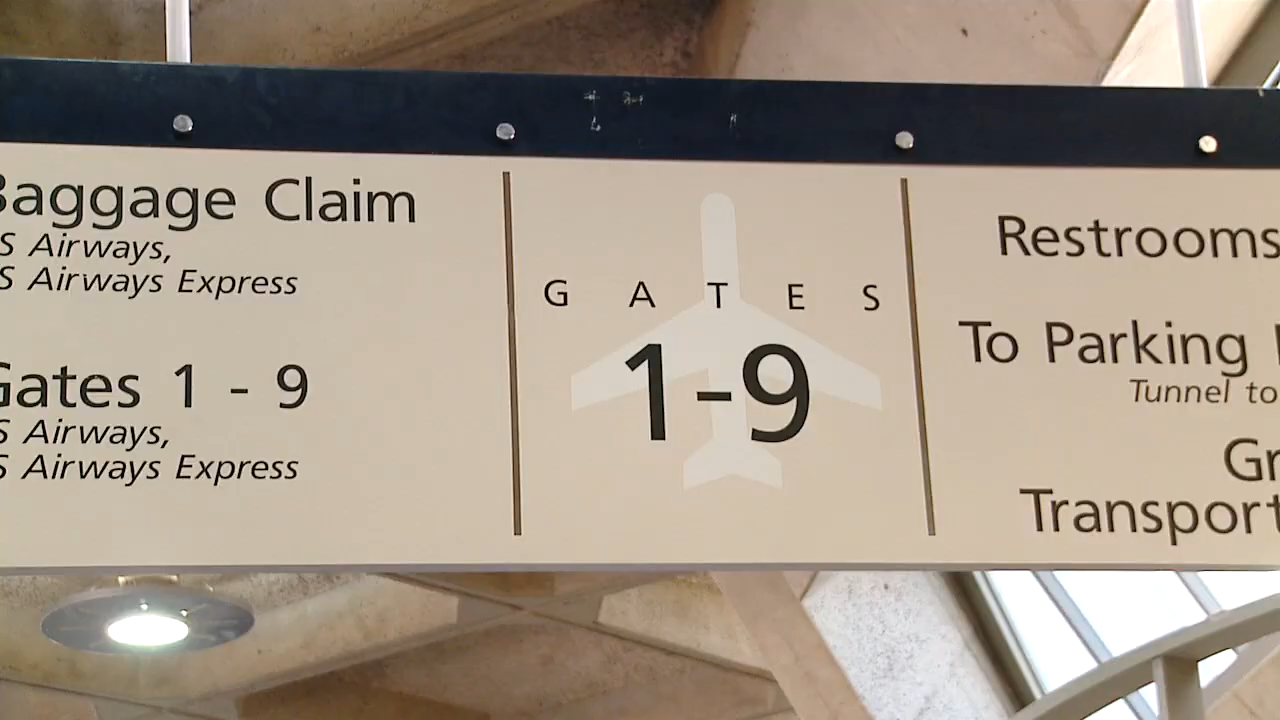 Baggage Claim
S Airways,
S Airways Express
Gates 1 - 9
S Airways,
S Airways Express
GATES
1-9
Restrooms
To Parking
Tunnel to
Gr
Transport